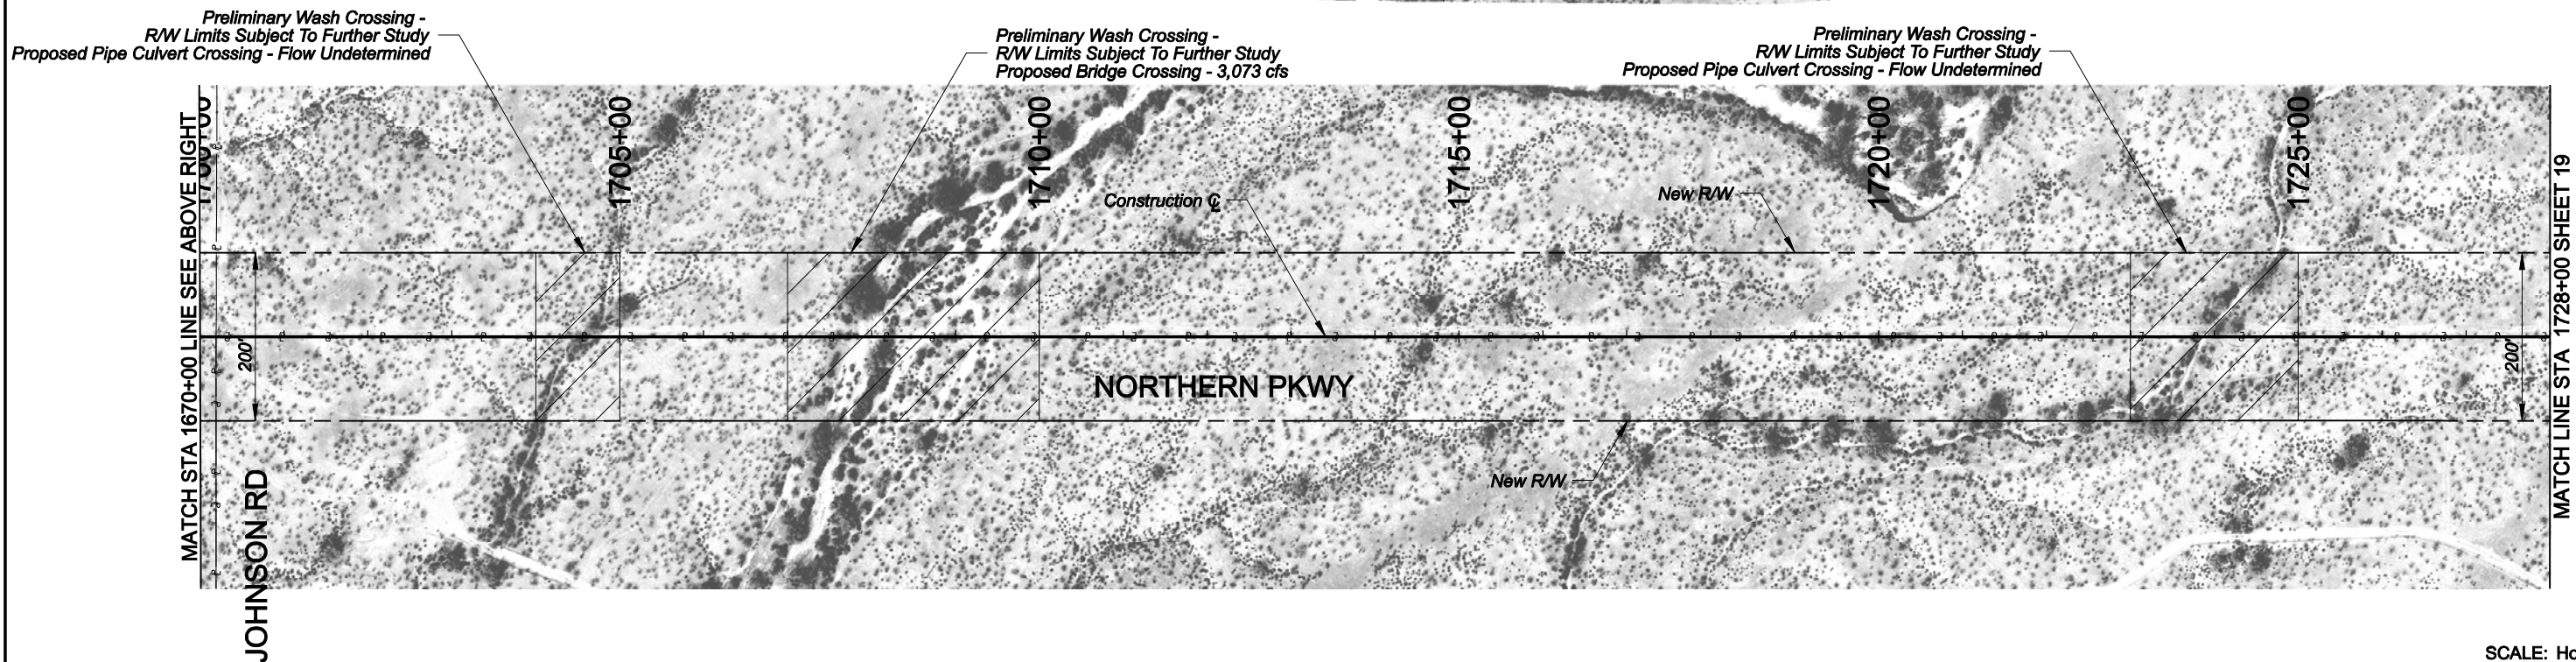 Preliminary Wash Crossing -
R/W Limits Subject To Further Study
Proposed Pipe Culvert Crossing - Flow Undetermined
Preliminary Wash Crossing -
R/W Limits Subject To Further Study
Proposed Bridge Crossing - 3,073 cfs
Preliminary Wash Crossing -
R/W Limits Subject To Further Study
Proposed Pipe Culvert Crossing - Flow Undetermined
MATCH STA 1670+00 LINE SEE ABOVE RIGHT
1705+00
1710+00
1715+00
1720+00
1725+00
Construction ℄
New R/W
200'
NORTHERN PKWY
200'
New R/W
JOHNSON RD
MATCH LINE STA 1728+00 SHEET 19
SCALE: